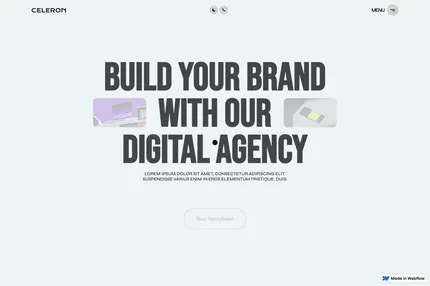 CELERON
MENU
BUILD YOUR BRAND
WITH OUR
DIGITAL AGENCY
LOREM IPSUM DOLOR SIT AMET, CONSECTETUR ADIPISCING ELIT.
SUSPENDISSE VARIUS ENIM IN EROS ELEMENTUM TRISTIQUE. DUIS.
Buy Template!
Made in Webflow